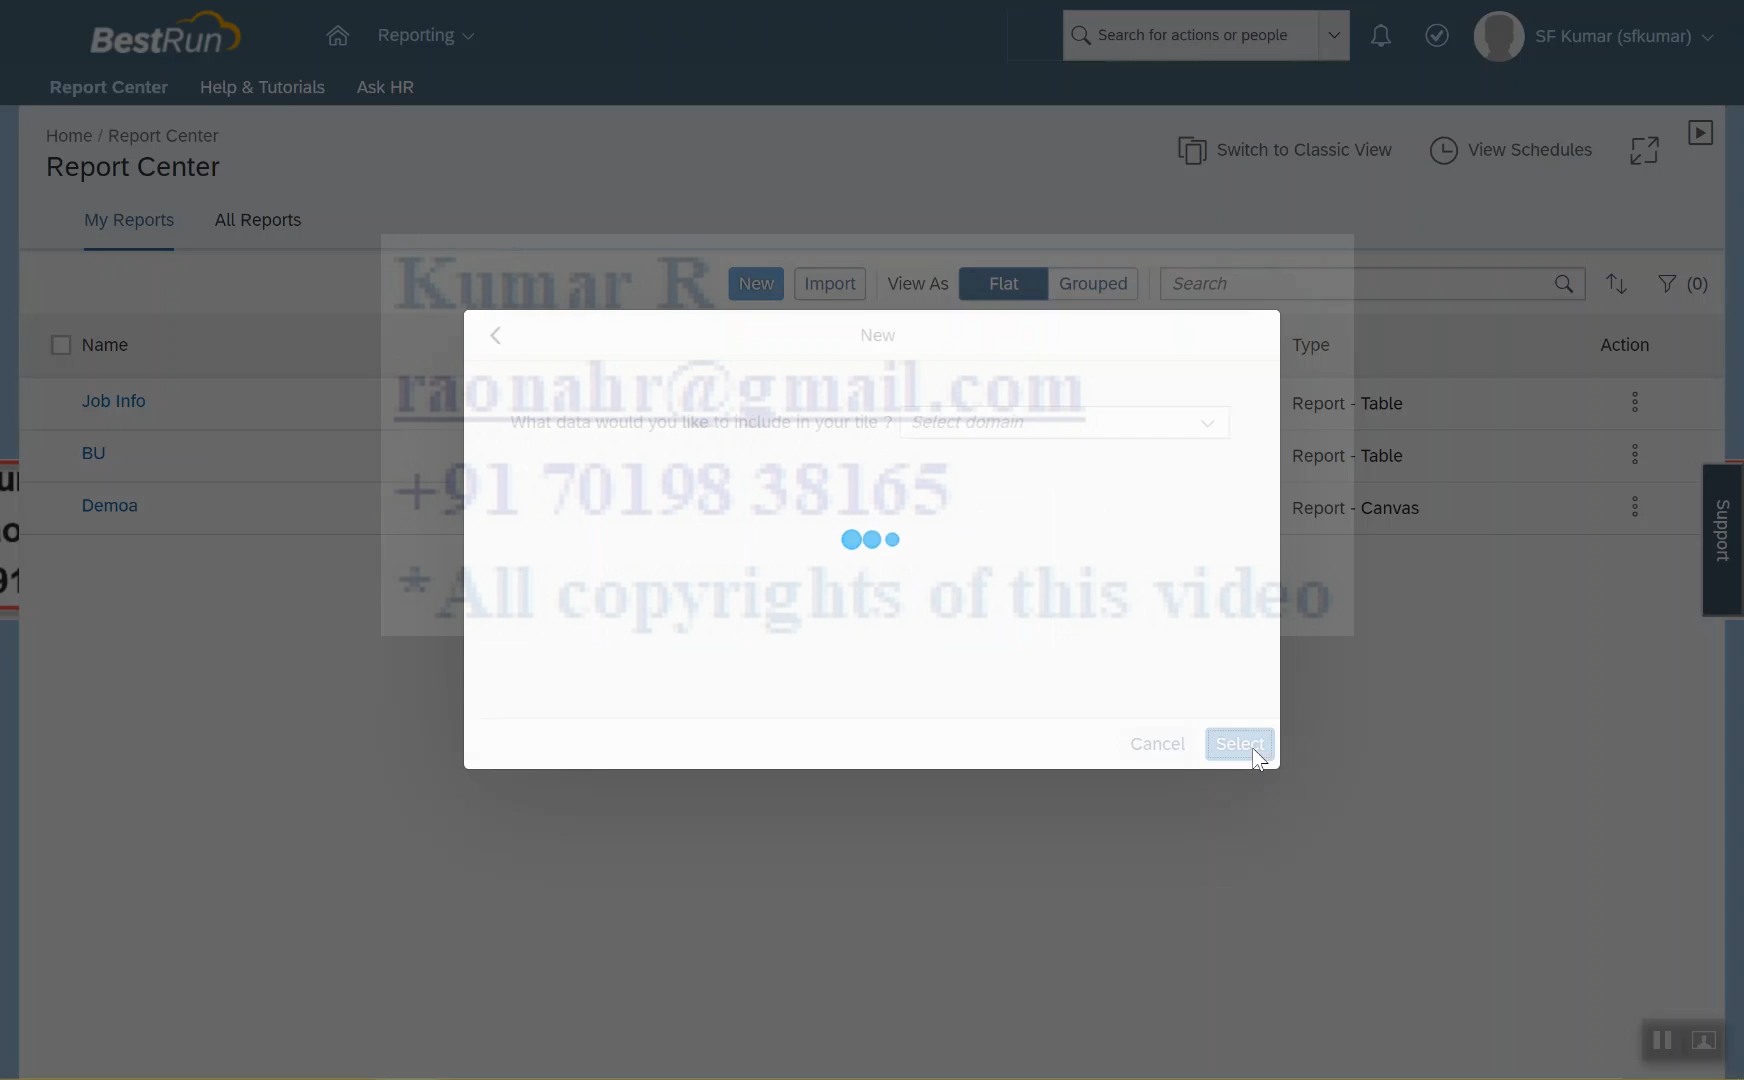 BestRun
Reporting
Search for actions or people
SF Kumar (sfkumar)
Report Center
Help & Tutorials
Ask HR
Home / Report Center
Report Center
Switch to Classic View
View Schedules
My Reports
All Reports
Kumar R
New
Import
View As
Flat
Grouped
Search
(0)
Name
Type
Action
New
Job Info
Report - Table
raonahr@gmail.com
What data would you like to include in your tile ?
Select domain
BU
Report - Table
+91 70198 38165
Demoa
Report - Canvas
Support
*All copyrights of this video
Cancel
Select